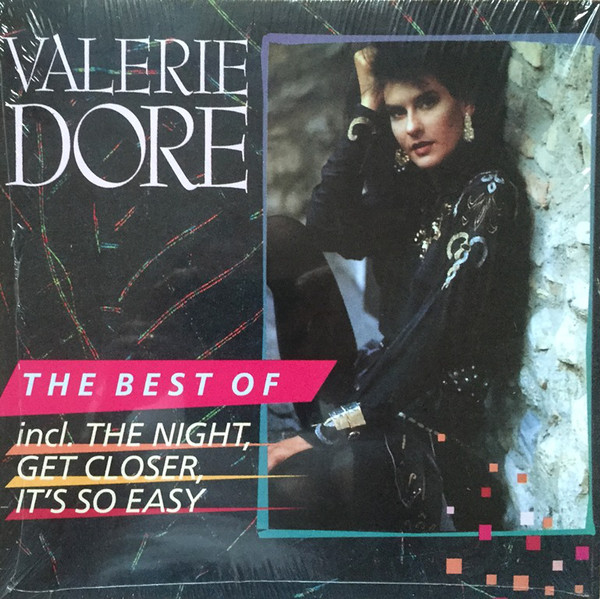 VALERIE
DORE
THE BEST OF
incl. THE NIGHT,
GET CLOSER,
IT'S SO EASY